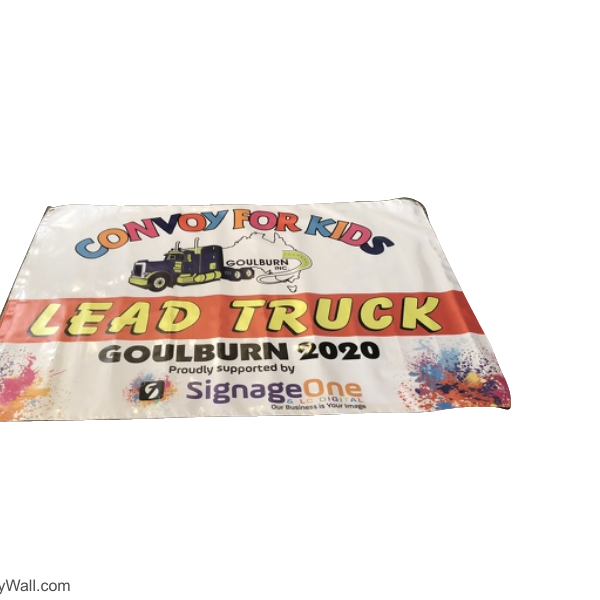 CONVOY FOR KIDS
GOULBURN
INC.
LEAD TRUCK
GOULBURN 2020
Proudly supported by
SignageOne
& LC DIGITAL
Our Business is Your Image
yWall.com